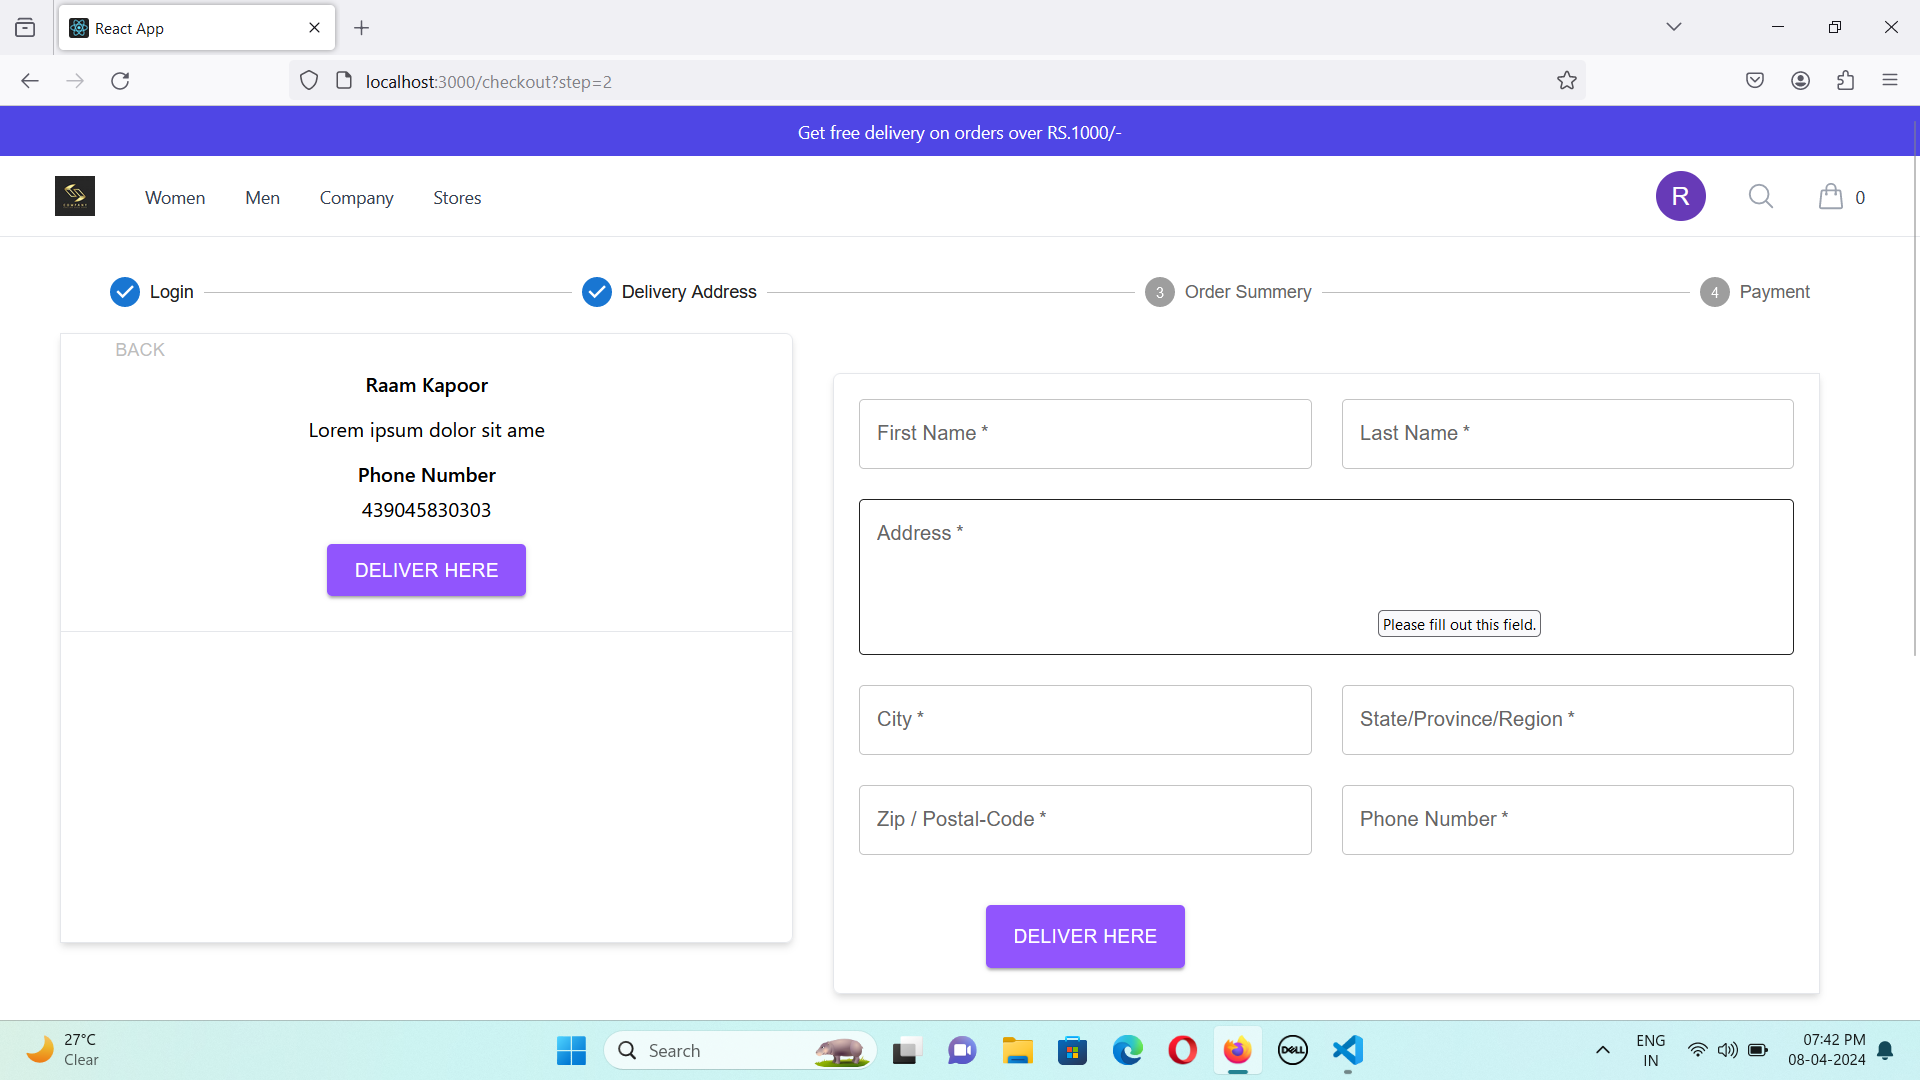 React App
localhost:3000/checkout?step=2
Get free delivery on orders over RS.1000/-
Women Men Company Stores R 0
Login Delivery Address 3 Order Summery 4 Payment
BACK
Raam Kapoor
Lorem ipsum dolor sit ame
Phone Number
439045830303
DELIVER HERE
First Name * Last Name *
Address *
Please fill out this field.
City * State/Province/Region *
Zip / Postal-Code * Phone Number *
DELIVER HERE
27°C
Clear
Search
DELL
ENG
IN
07:42 PM
08-04-2024